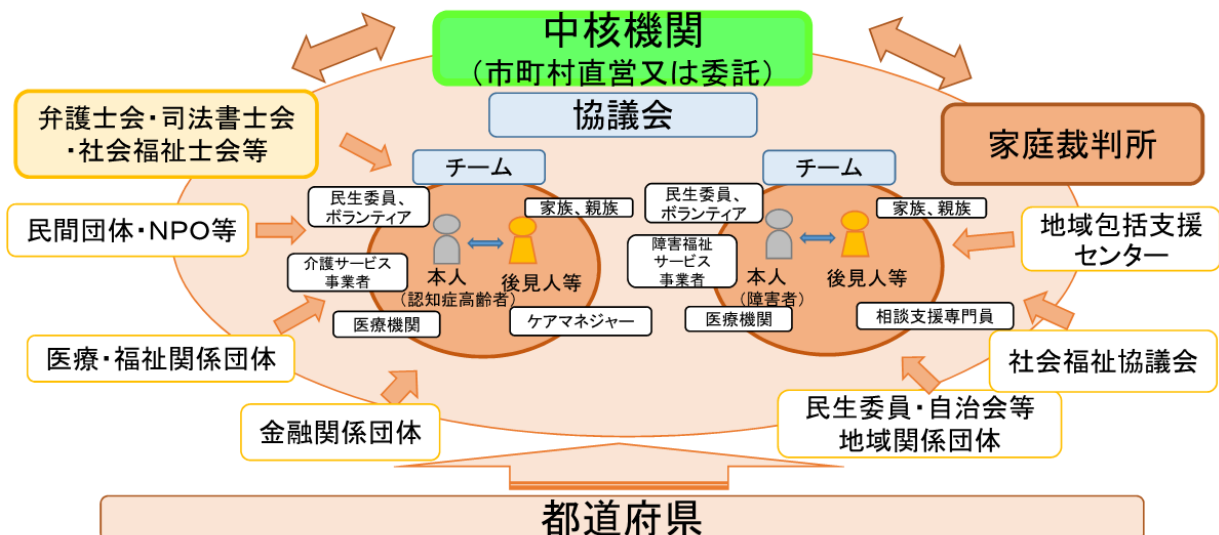 中核機関
（市町村直営又は委託）
協議会
弁護士会・司法書士会
・社会福祉士会等
家庭裁判所
民間団体・NPO等
医療・福祉関係団体
金融関係団体
チーム
民生委員、
ボランティア
家族、親族
介護サービス
事業者
本人
（認知症高齢者）
後見人等
医療機関
ケアマネジャー
チーム
民生委員、
ボランティア
家族、親族
障害福祉
サービス
事業者
本人
（障害者）
後見人等
医療機関
相談支援専門員
地域包括支援
センター
社会福祉協議会
民生委員・自治会等
地域関係団体
都道府県